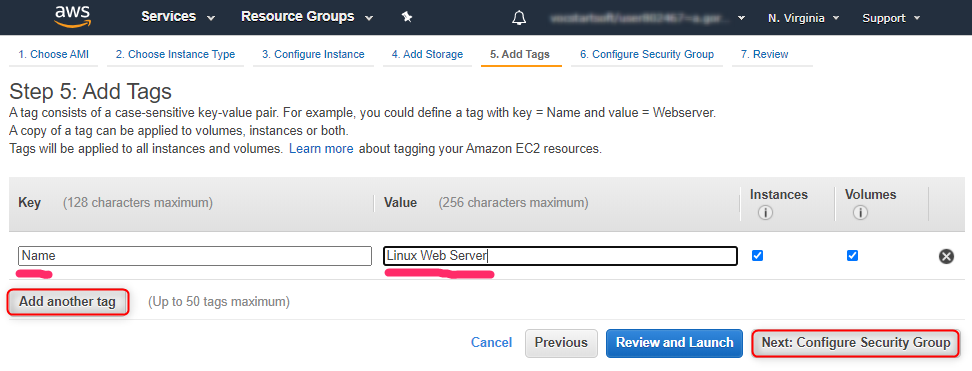 aws Services Resource Groups N. Virginia Support
1. Choose AMI 2. Choose Instance Type 3. Configure Instance 4. Add Storage 5. Add Tags 6. Configure Security Group 7. Review
Step 5: Add Tags
A tag consists of a case-sensitive key-value pair. For example, you could define a tag with key = Name and value = Webserver.
A copy of a tag can be applied to volumes, instances or both.
Tags will be applied to all instances and volumes. Learn more about tagging your Amazon EC2 resources.
Key (128 characters maximum) Value (256 characters maximum) Instances Volumes
Name Linux Web Server
Add another tag (Up to 50 tags maximum)
Cancel Previous Review and Launch Next: Configure Security Group